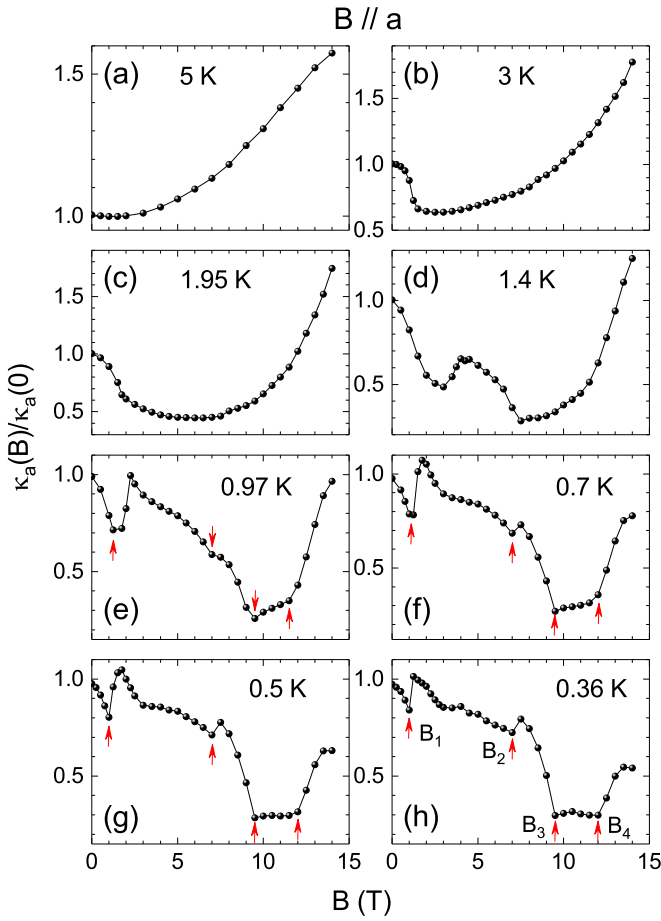 B // a
(a) 5 K
(b) 3 K
1.5
1.0
1.5
1.0
0.5
(c) 1.95 K
(d) 1.4 K
1.5
1.0
0.5
1.0
0.5
(e) 0.97 K
(f) 0.7 K
1.0
0.5
1.0
0.5
(g) 0.5 K
(h) 0.36 K
1.0
0.5
1.0
0.5
B₁
B₂
B₃
B₄
0 5 10 15
0 5 10 15
κₐ(B)/κₐ(0)
B (T)